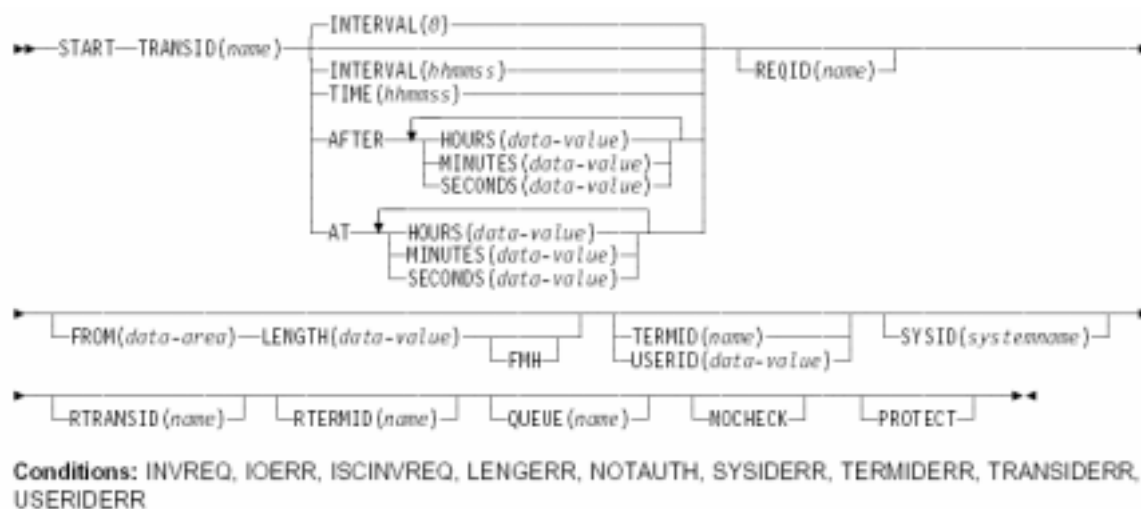 INTERVAL(0)
START TRANSID(name) REQID(name)
INTERVAL(hhmmss)
TIME(hhmmss)
AFTER HOURS(data-value)
MINUTES(data-value)
SECONDS(data-value)
AT HOURS(data-value)
MINUTES(data-value)
SECONDS(data-value)
FROM(data-area) LENGTH(data-value) TERMID(name) SYSID(systemname)
FMH USERID(data-value)
RTRANSID(name) RTERMID(name) QUEUE(name) NOCHECK PROTECT
Conditions: INVREQ, IOERR, ISCINVREQ, LENGERR, NOTAUTH, SYSIDERR, TERMIDERR, TRANSIDERR,
USERIDERR